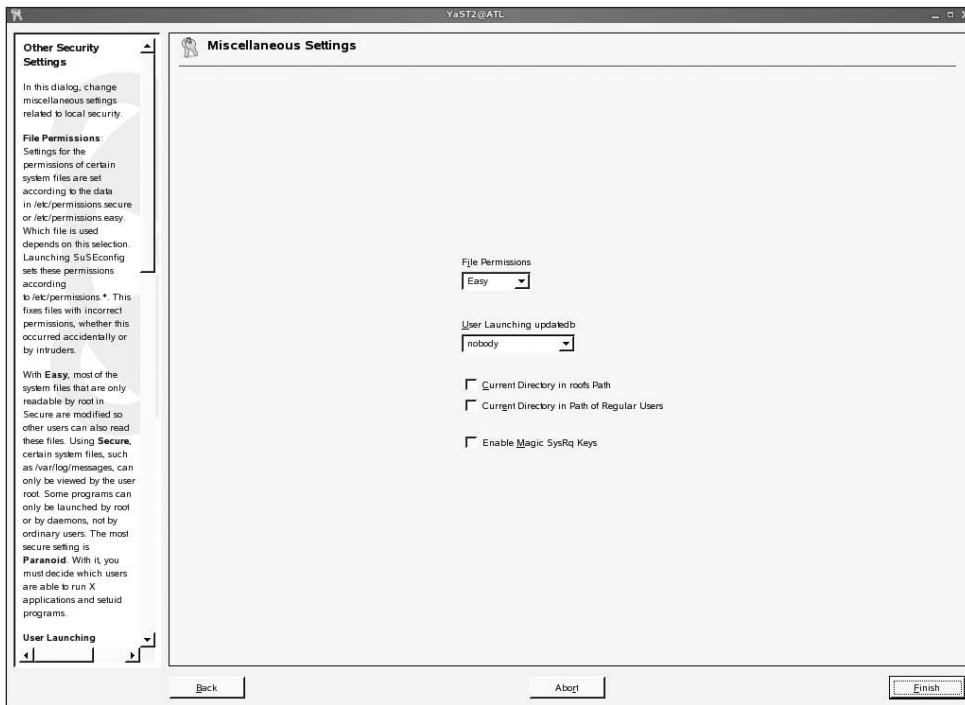 YaST2@ATL
Other Security
Settings
In this dialog, change
miscellaneous settings
related to local security.
File Permissions:
Settings for the
permissions of certain
system files are set
according to the data
in /etc/permissions.secure
or /etc/permissions.easy.
Which file is used
depends on this selection.
Launching SuSEconfig
sets these permissions
according
to /etc/permissions.*. This
fixes files with incorrect
permissions, whether this
occurred accidentally or
by intruders.
With Easy, most of the
system files that are only
readable by root in
Secure are modified so
other users can also read
these files. Using Secure,
certain system files, such
as /var/log/messages, can
only be viewed by the user
root. Some programs can
only be launched by root
or by daemons, not by
ordinary users. The most
secure setting is
Paranoid. With it, you
must decide which users
are able to run X
applications and setuid
programs.
User Launching
Miscellaneous Settings
File Permissions
Easy
User Launching updatedb
nobody
Current Directory in root's Path
Current Directory in Path of Regular Users
Enable Magic SysRq Keys
Back
Abort
Finish